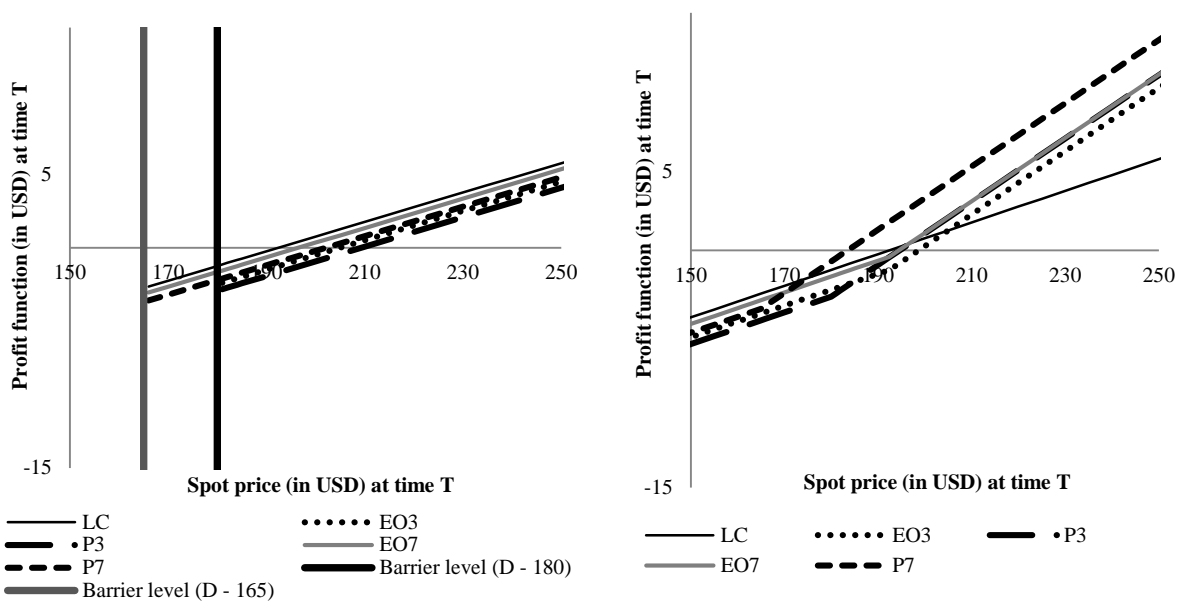 Profit function (in USD) at time T
5
150 170 190 210 230 250
-15
Spot price (in USD) at time T
LC EO3
P3 EO7
P7 Barrier level (D - 180)
Barrier level (D - 165)
Profit function (in USD) at time T
5
150 170 190 210 230 250
-15
Spot price (in USD) at time T
LC EO3 P3
EO7 P7